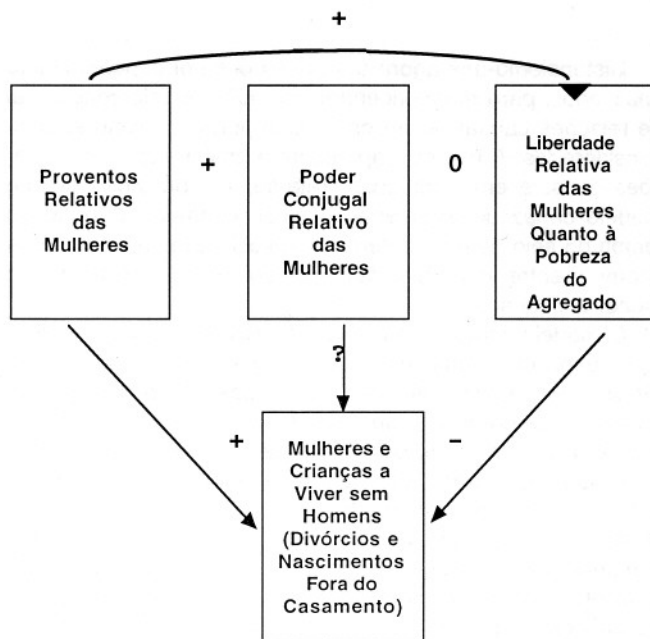 +
Proventos
Relativos
das
Mulheres
+
Poder
Conjugal
Relativo
das
Mulheres
0
Liberdade
Relativa
das
Mulheres
Quanto à
Pobreza
do
Agregado
?
+
Mulheres e
Crianças a
Viver sem
Homens
(Divórcios e
Nascimentos
Fora do
Casamento)
−